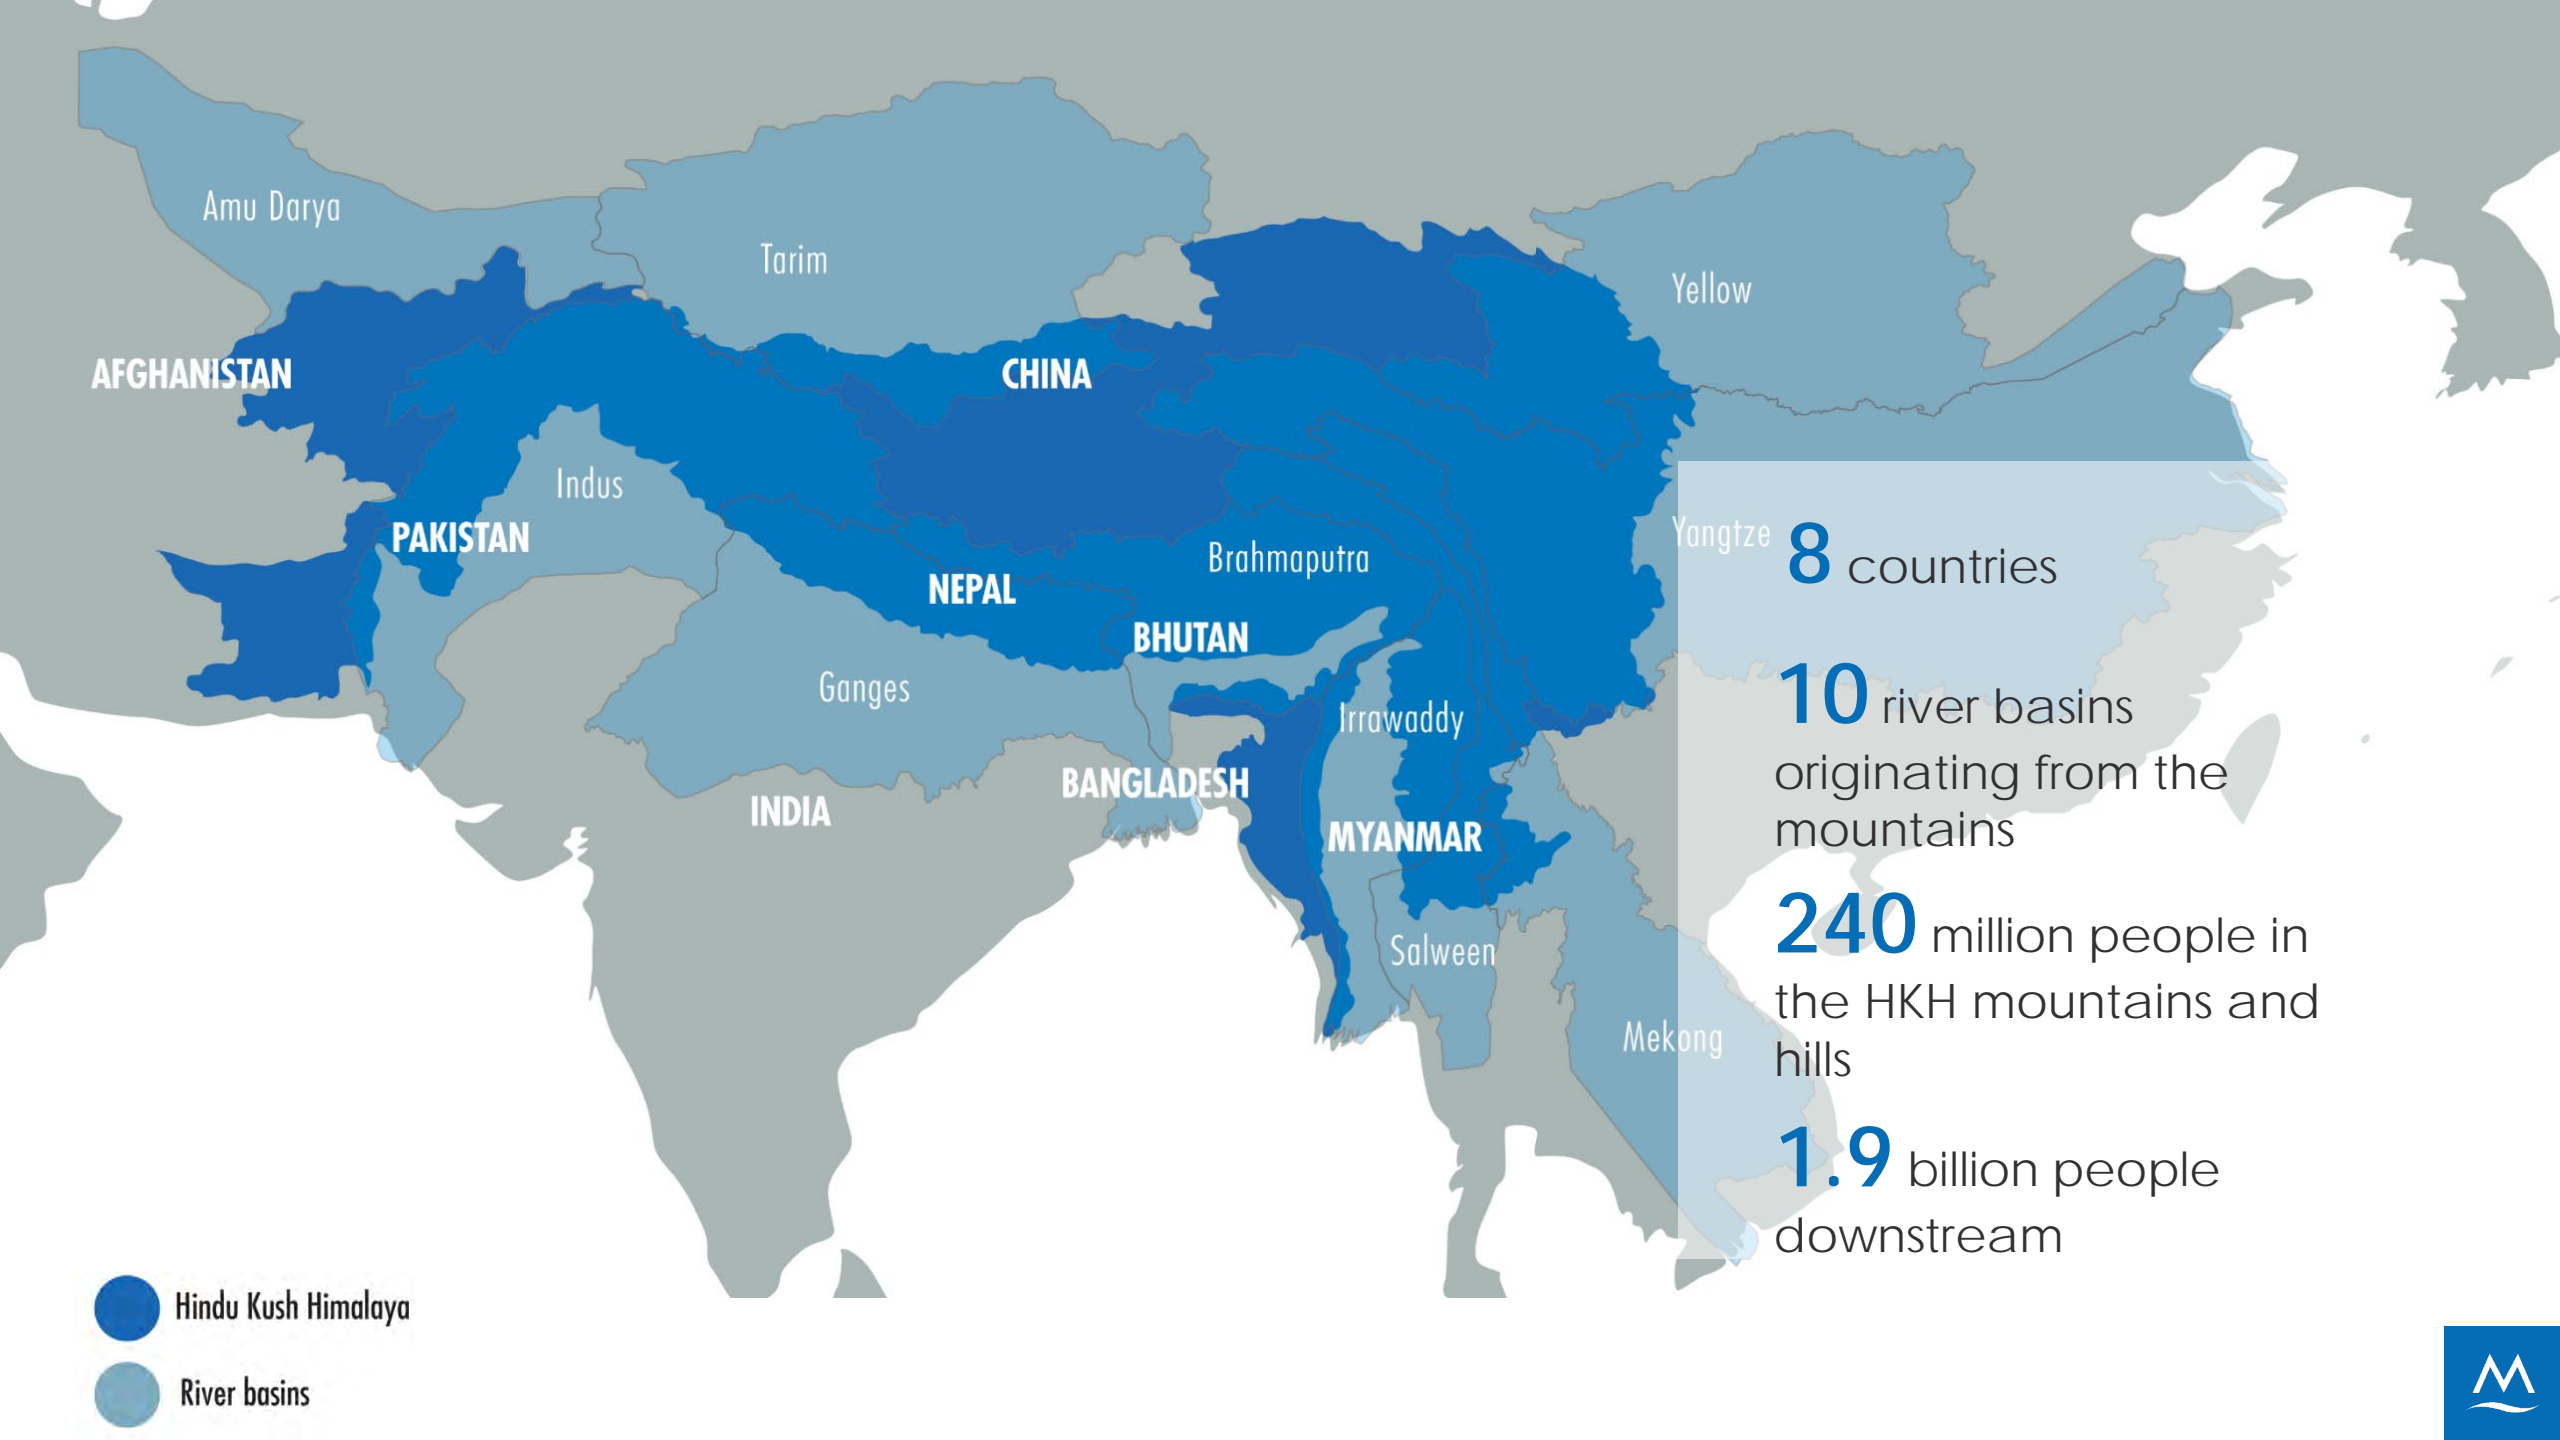 Amu Darya
Tarim
Yellow
AFGHANISTAN
CHINA
Indus
PAKISTAN
Brahmaputra
NEPAL
BHUTAN
Ganges
Irrawaddy
BANGLADESH
INDIA
MYANMAR
Salween
Mekong
Yangtze
8 countries
10 river basins
originating from the
mountains
240 million people in
the HKH mountains and
hills
1.9 billion people
downstream
Hindu Kush Himalaya
River basins